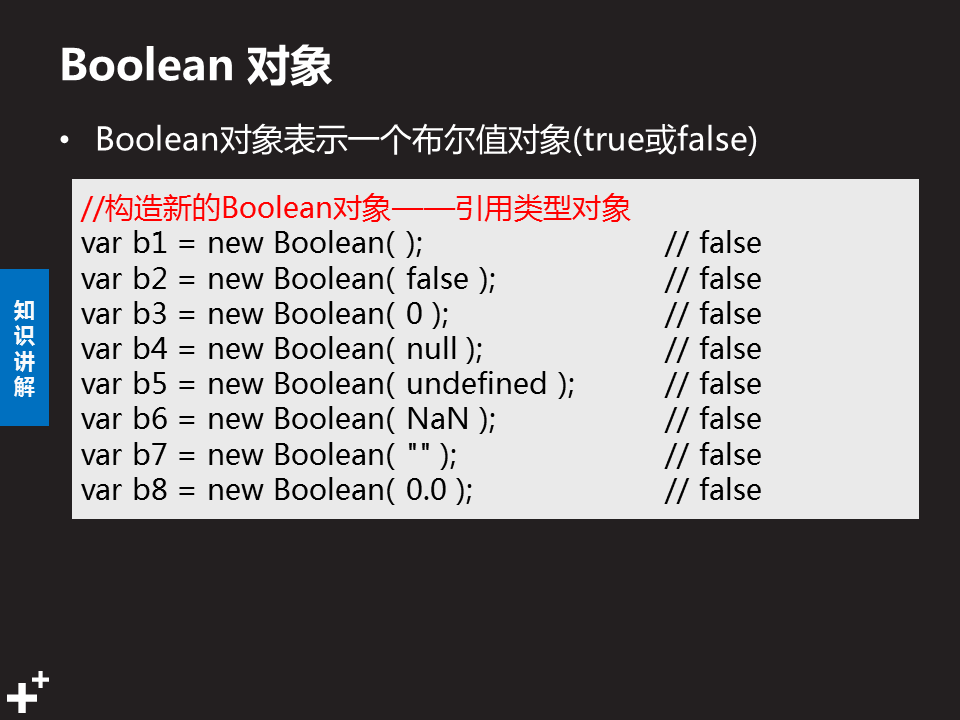 Boolean 对象
• Boolean对象表示一个布尔值对象(true或false)
//构造新的Boolean对象——引用类型对象
var b1 = new Boolean( ); // false
var b2 = new Boolean( false ); // false
var b3 = new Boolean( 0 ); // false
var b4 = new Boolean( null ); // false
var b5 = new Boolean( undefined ); // false
var b6 = new Boolean( NaN ); // false
var b7 = new Boolean( "" ); // false
var b8 = new Boolean( 0.0 ); // false
知识讲解